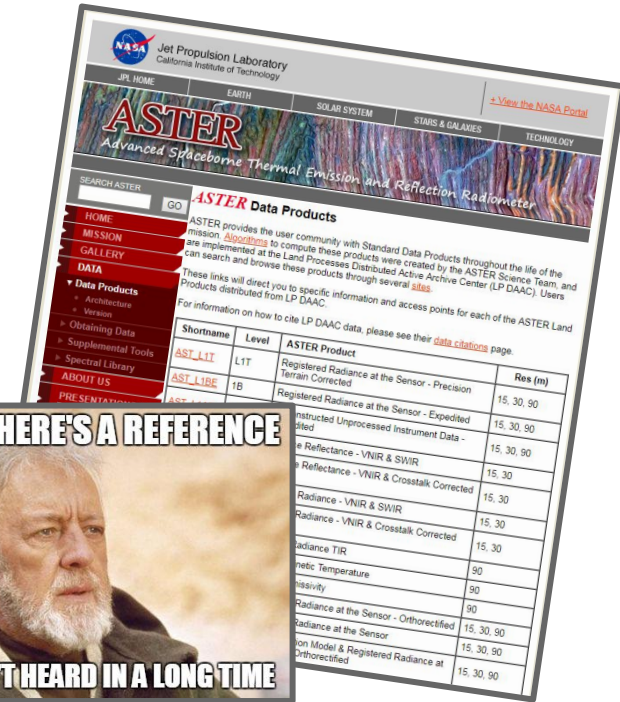 NASA
Jet Propulsion Laboratory
California Institute of Technology
+ View the NASA Portal
JPL HOME EARTH SOLAR SYSTEM STARS & GALAXIES TECHNOLOGY
ASTER
Advanced Spaceborne Thermal Emission and Reflection Radiometer
SEARCH ASTER
GO
HOME
MISSION
GALLERY
DATA
▾ Data Products
Architecture
Version
Obtaining Data
Supplemental Tools
Spectral Library
ABOUT US
ASTER Data Products
ASTER provides the user community with Standard Data Products throughout the life of the
mission. Algorithms to compute these products were created by the ASTER Science Team, and
are implemented at the Land Processes Distributed Active Archive Center (LP DAAC). Users
can search and browse these products through several sites.
These links will direct you to specific information and access points for each of the ASTER Land
Products distributed from LP DAAC.
For information on how to cite LP DAAC data, please see their data citations page.
Shortname Level ASTER Product Res (m)
AST_L1T L1T Registered Radiance at the Sensor - Precision
Terrain Corrected 15, 30, 90
AST_L1BE 1B Registered Radiance at the Sensor - Expedited 15, 30, 90
Unprocessed Instrument Data -
15, 30, 90
Reflectance - VNIR & SWIR 15, 30
Reflectance - VNIR & Crosstalk Corrected 15, 30
Radiance - VNIR & SWIR 15, 30
Radiance - VNIR & Crosstalk Corrected 15, 30
Radiance TIR 90
Temperature 90
90
Radiance at the Sensor - Orthorectified 15, 30, 90
Radiance at the Sensor 15, 30, 90
Model & Registered Radiance at
Orthorectified 15, 30, 90
HERE'S A REFERENCE
'T HEARD IN A LONG TIME